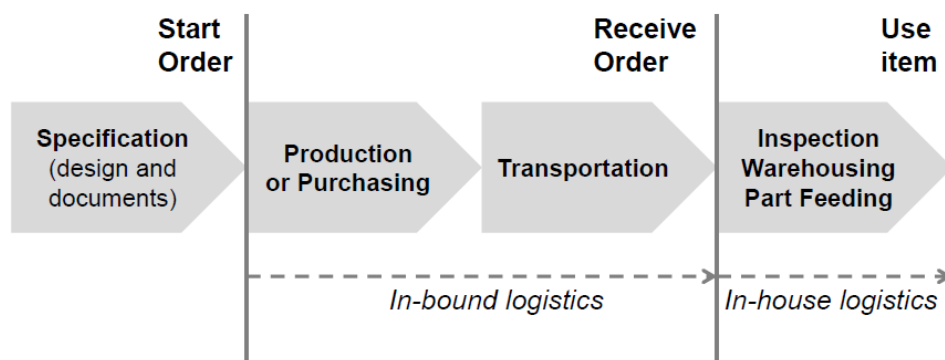 Start
Order
Receive
Order
Use
item
Specification
(design and
documents)
Production
or Purchasing
Transportation
Inspection
Warehousing
Part Feeding
In-bound logistics
In-house logistics